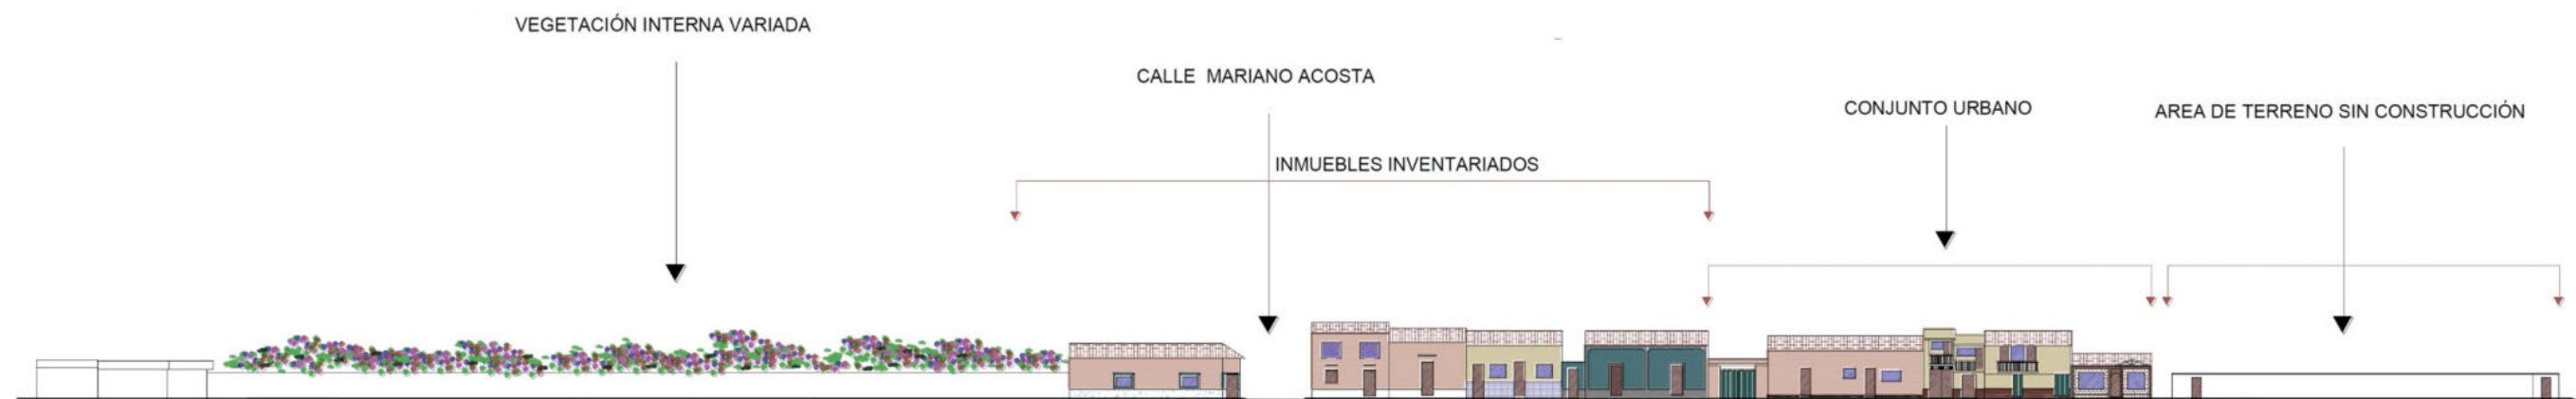 VEGETACIÓN INTERNA VARIADA
CALLE MARIANO ACOSTA
INMUEBLES INVENTARIADOS
CONJUNTO URBANO
AREA DE TERRENO SIN CONSTRUCCIÓN